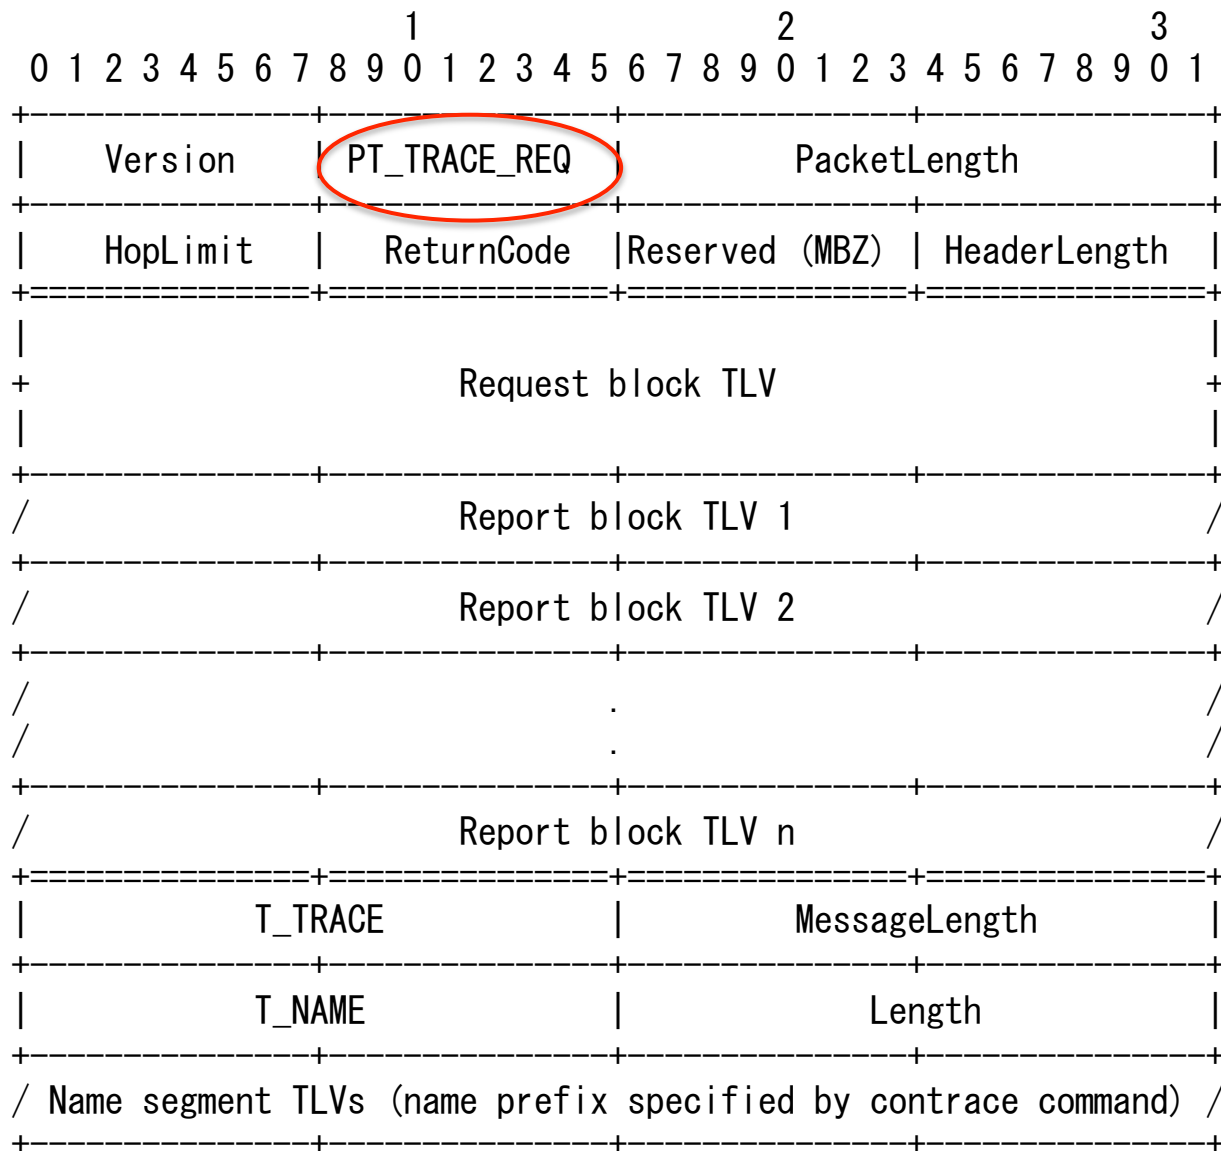 1 2 3
0 1 2 3 4 5 6 7 8 9 0 1 2 3 4 5 6 7 8 9 0 1 2 3 4 5 6 7 8 9 0 1
+---------------+---------------+---------------+---------------+
| Version | PT_TRACE_REQ | PacketLength |
+---------------+---------------+---------------+---------------+
| HopLimit | ReturnCode |Reserved (MBZ) | HeaderLength |
+===============+===============+===============+===============+
| |
+ Request block TLV +
| |
+---------------+---------------+---------------+---------------+
/ Report block TLV 1 /
+---------------+---------------+---------------+---------------+
/ Report block TLV 2 /
+---------------+---------------+---------------+---------------+
/ . /
/ . /
+---------------+---------------+---------------+---------------+
/ Report block TLV n /
+===============+===============+===============+===============+
| T_TRACE | MessageLength |
+---------------+---------------+---------------+---------------+
| T_NAME | Length |
+---------------+---------------+---------------+---------------+
/ Name segment TLVs (name prefix specified by contrace command) /
+---------------+---------------+---------------+---------------+